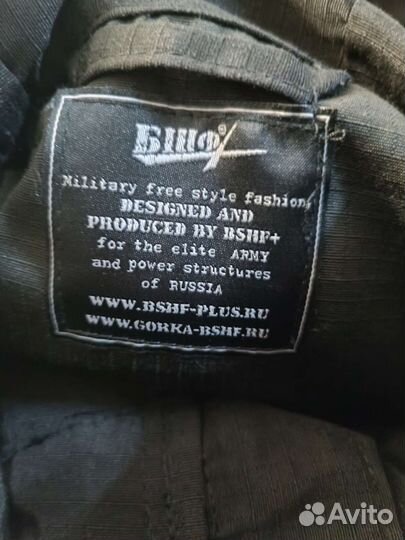 БШФ
Military free style fashion,
DESIGNED AND
PRODUCED BY BSHF+
for the elite ARMY
and power structures
of RUSSIA
WWW.BSHF-PLUS.RU
WWW.GORKA-BSHF.RU
Avito